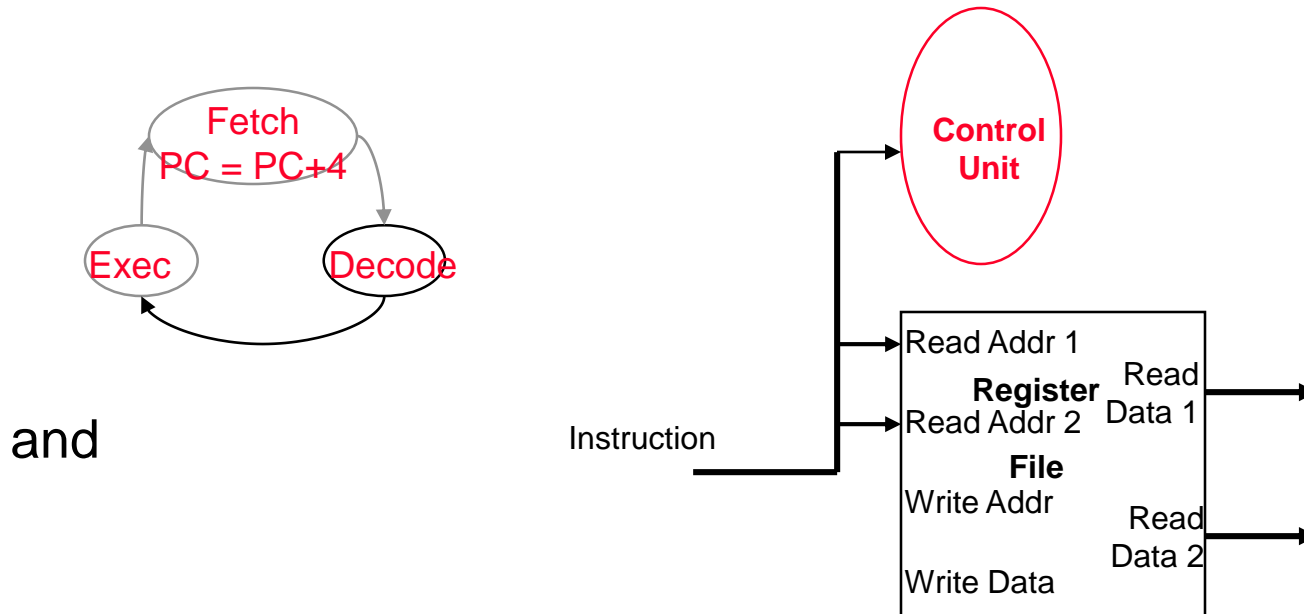 Fetch
PC = PC+4
Exec
Decode
and
Control
Unit
Instruction
Read Addr 1
Register
Read Addr 2
File
Write Addr
Write Data
Read
Data 1
Read
Data 2